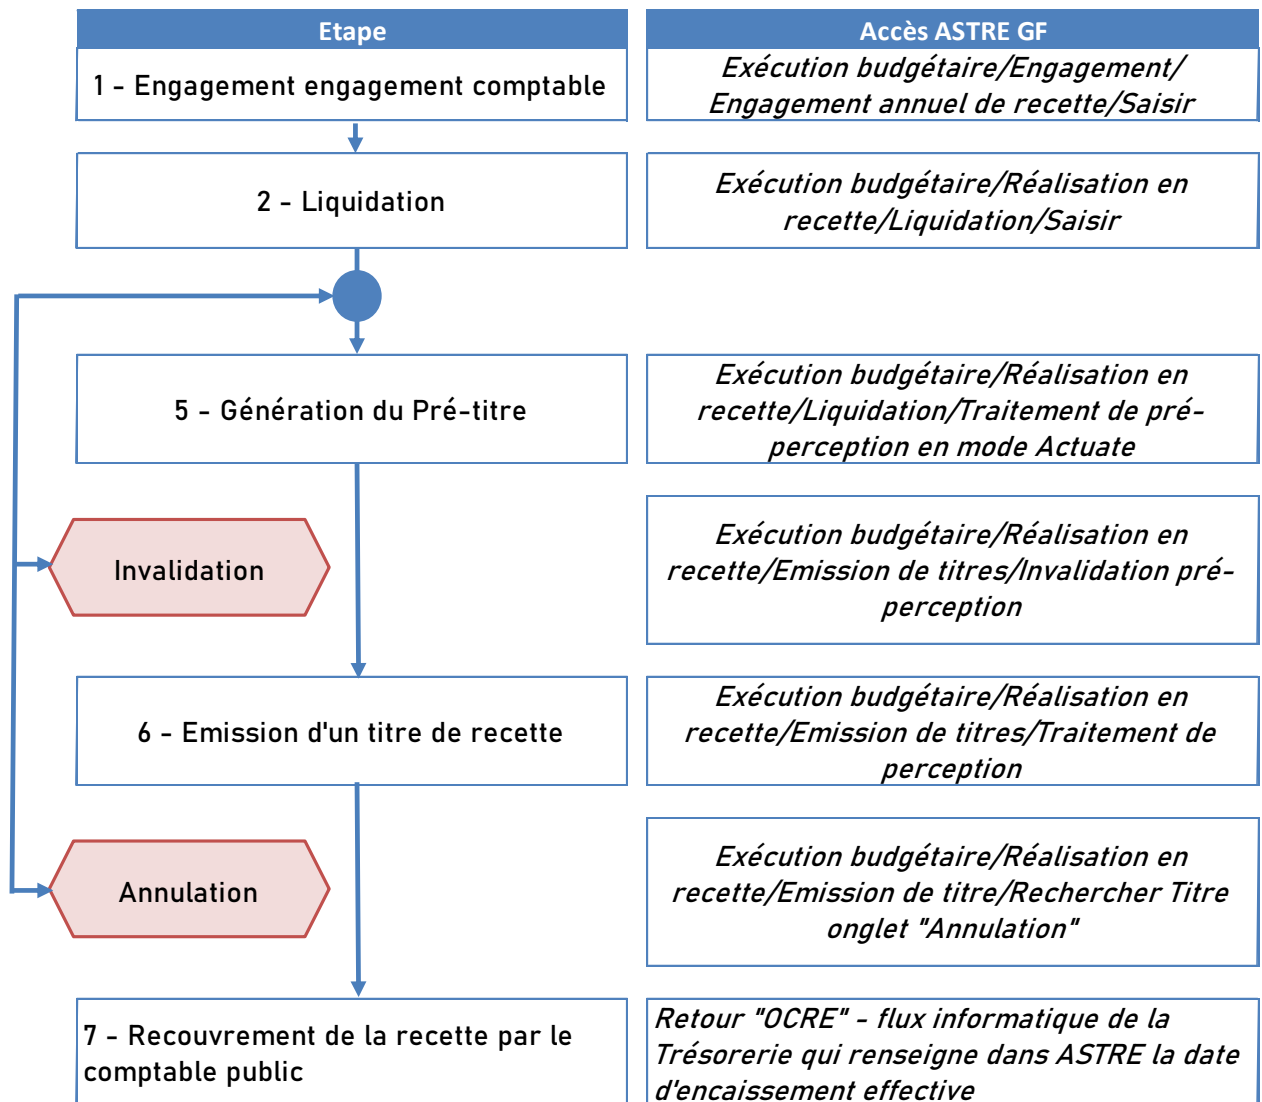 Etape
Accès ASTRE GF
1 - Engagement engagement comptable
Exécution budgétaire/Engagement/
Engagement annuel de recette/Saisir
2 - Liquidation
Exécution budgétaire/Réalisation en
recette/Liquidation/Saisir
5 - Génération du Pré-titre
Exécution budgétaire/Réalisation en
recette/Liquidation/Traitement de pré-
perception en mode Actuate
Invalidation
Exécution budgétaire/Réalisation en
recette/Emission de titres/Invalidation pré-
perception
6 - Emission d'un titre de recette
Exécution budgétaire/Réalisation en
recette/Emission de titres/Traitement de
perception
Annulation
Exécution budgétaire/Réalisation en
recette/Emission de titre/Rechercher Titre
onglet "Annulation"
7 - Recouvrement de la recette par le
comptable public
Retour "OCRE" - flux informatique de la
Trésorerie qui renseigne dans ASTRE la date
d'encaissement effective